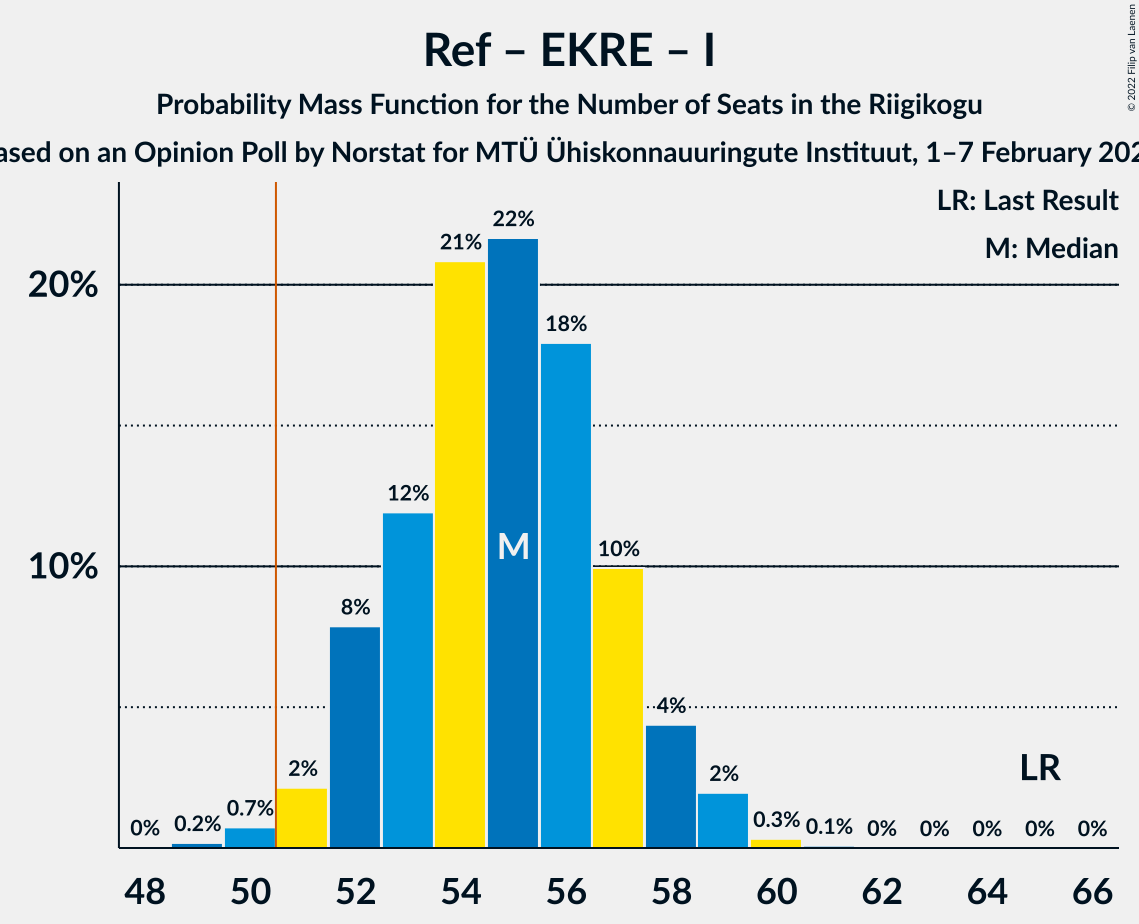 Ref – EKRE – I
Probability Mass Function for the Number of Seats in the Riigikogu
ased on an Opinion Poll by Norstat for MTÜ Ühiskonnauuringute Instituut, 1–7 February 202
© 2022 Filip van Laenen
LR: Last Result
M: Median
20%
10%
0%
0.2%
0.7%
2%
8%
12%
21%
22%
18%
10%
4%
2%
0.3%
0.1%
0%
0%
0%
0%
0%
M
LR
48 50 52 54 56 58 60 62 64 66